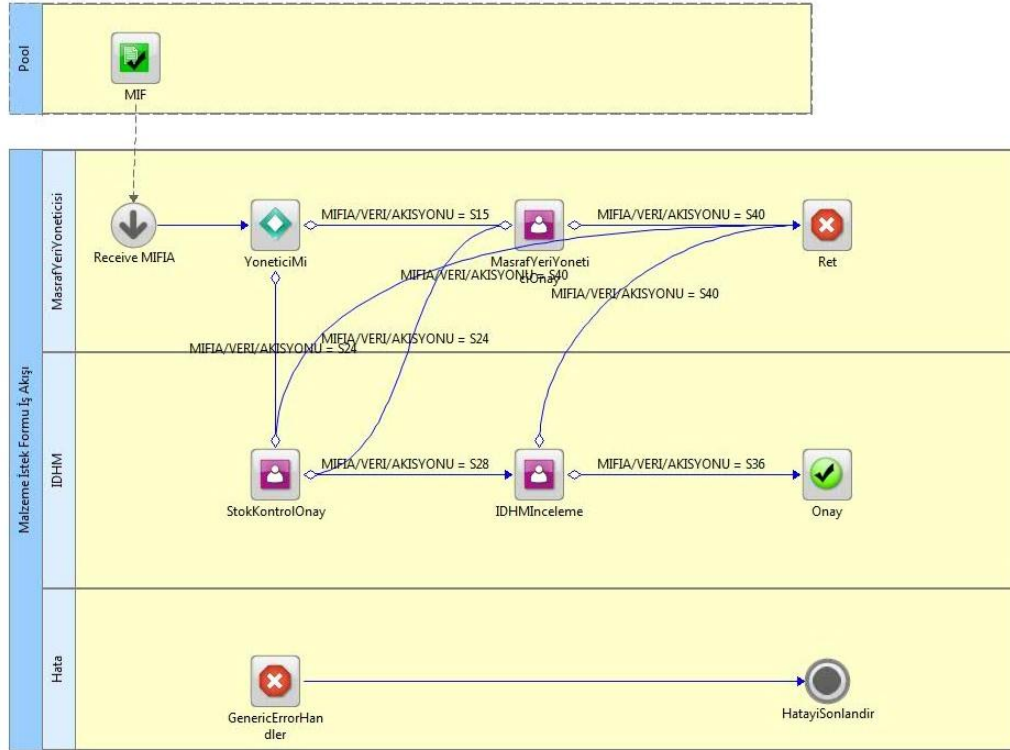 Pool
MIF
Malzeme İstek Formu İş Akışı
MasrafYeriYoneticisi
Receive MIFIA
YoneticiMi
MIFIA/VERI/AKISYONU = S15
MasrafYeriYoneti
ciOnay
MIFIA/VERI/AKISYONU = S40
Ret
MIFIA/VERI/AKISYONU = S40
MIFIA/VERI/AKISYONU = S40
MIFIA/VERI/AKISYONU = S24
MIFIA/VERI/AKISYONU = S24
IDHM
StokKontrolOnay
MIFIA/VERI/AKISYONU = S28
IDHMInceleme
MIFIA/VERI/AKISYONU = S36
Onay
Hata
GenericErrorHan
dler
HatayiSonlandir